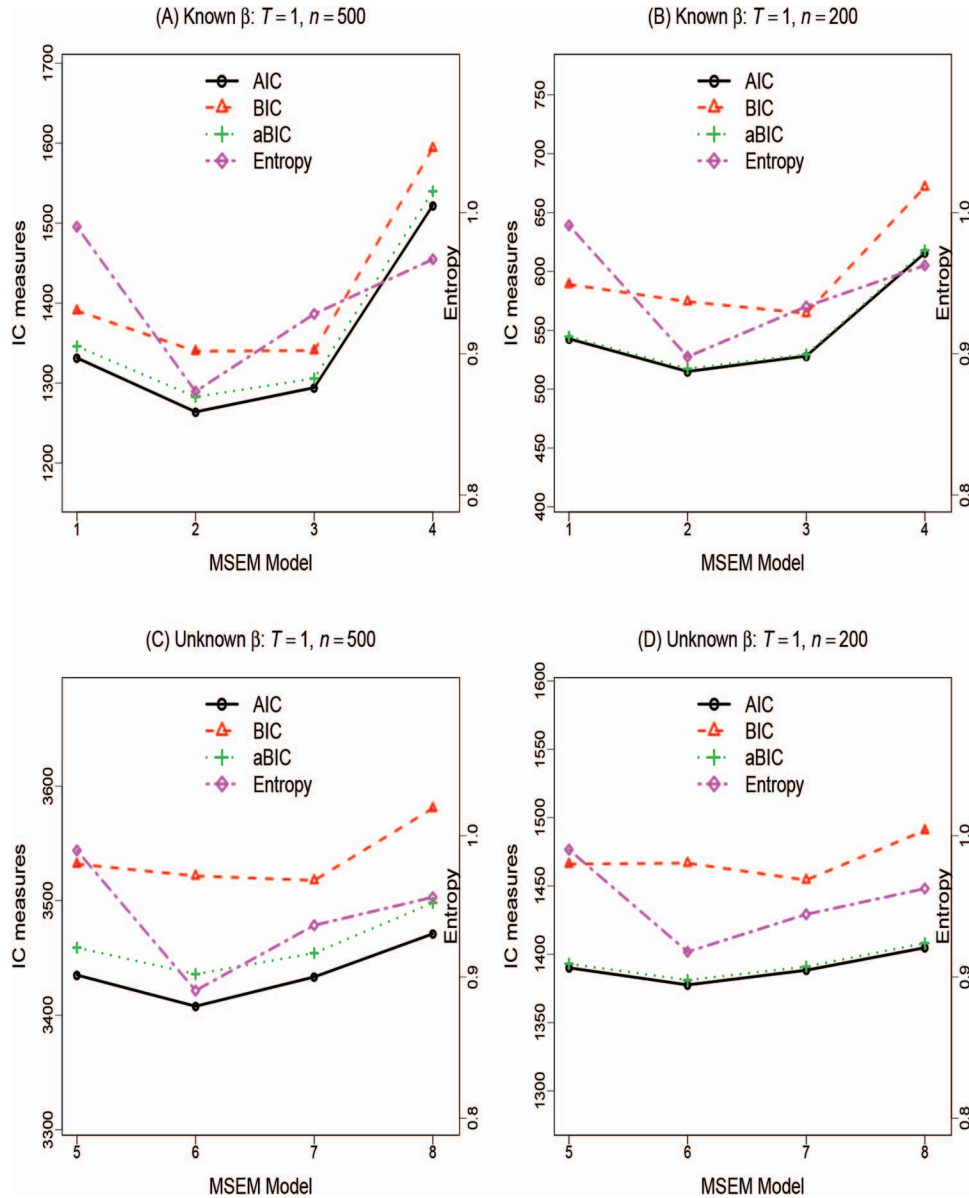 (A) Known β: T = 1, n = 500
IC measures
1200
1300
1400
1500
1600
1700
AIC
BIC
aBIC
Entropy
0.8
0.9
1.0
Entropy
1
2
3
4
MSEM Model
(B) Known β: T = 1, n = 200
IC measures
400
450
500
550
600
650
700
750
AIC
BIC
aBIC
Entropy
0.8
0.9
1.0
Entropy
1
2
3
4
MSEM Model
(C) Unknown β: T = 1, n = 500
IC measures
3300
3400
3500
3600
AIC
BIC
aBIC
Entropy
0.8
0.9
1.0
Entropy
5
6
7
8
MSEM Model
(D) Unknown β: T = 1, n = 200
IC measures
1300
1350
1400
1450
1500
1550
1600
AIC
BIC
aBIC
Entropy
0.8
0.9
1.0
Entropy
5
6
7
8
MSEM Model